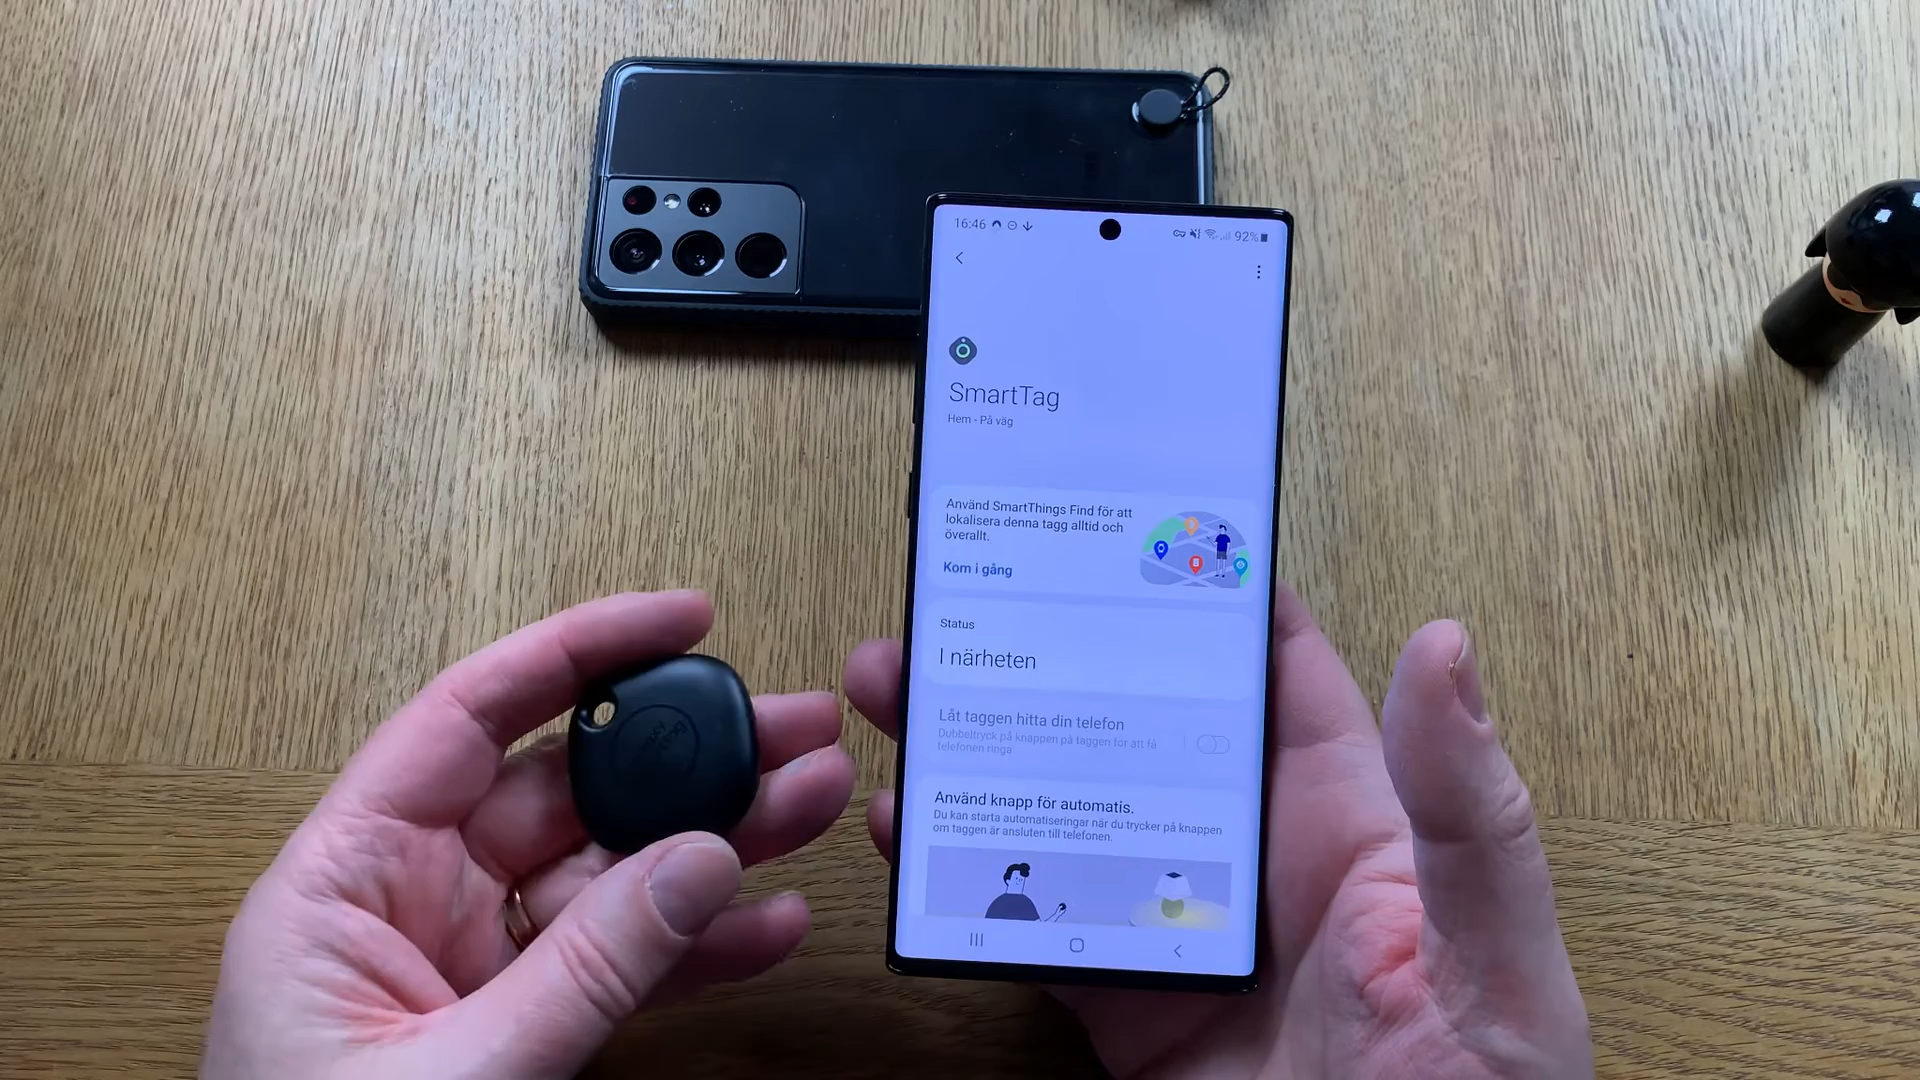 16:46
92%
SmartTag
Hem - På väg
Använd SmartThings Find för att
lokalisera denna tagg alltid och
överallt.
Kom i gång
Status
I närheten
Låt taggen hitta din telefon
Dubbeltryck på knappen på taggen för att få
telefonen ringa
Använd knapp för automatis.
Du kan starta automatiseringar när du trycker på knappen
om taggen är ansluten till telefonen.